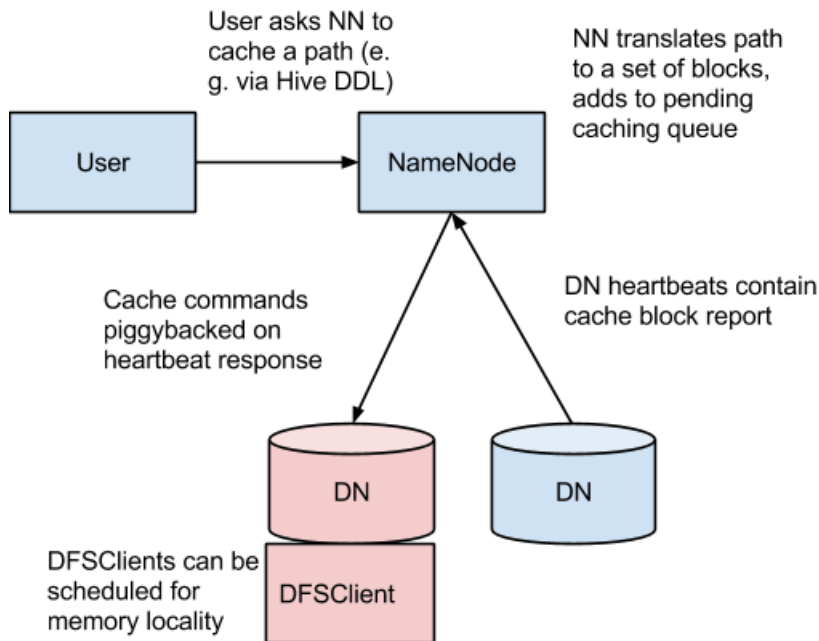 User asks NN to
cache a path (e.
g. via Hive DDL)
NN translates path
to a set of blocks,
adds to pending
caching queue
User
NameNode
Cache commands
piggybacked on
heartbeat response
DN heartbeats contain
cache block report
DN
DN
DFSClients can be
scheduled for
memory locality
DFSClient